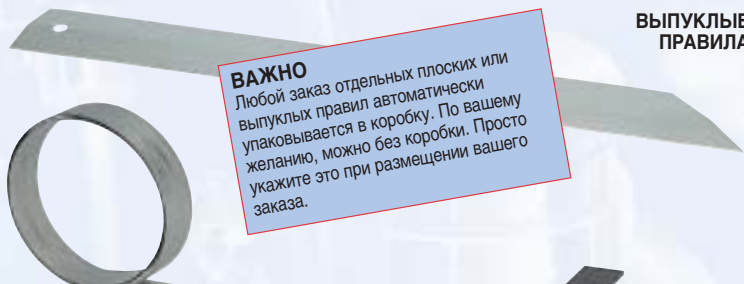 ВЫПУКЛЫЕ
ПРАВИЛА
ВАЖНО
Любой заказ отдельных плоских или
выпуклых правил автоматически
упаковывается в коробку. По вашему
желанию, можно без коробки. Просто
укажите это при размещении вашего
заказа.